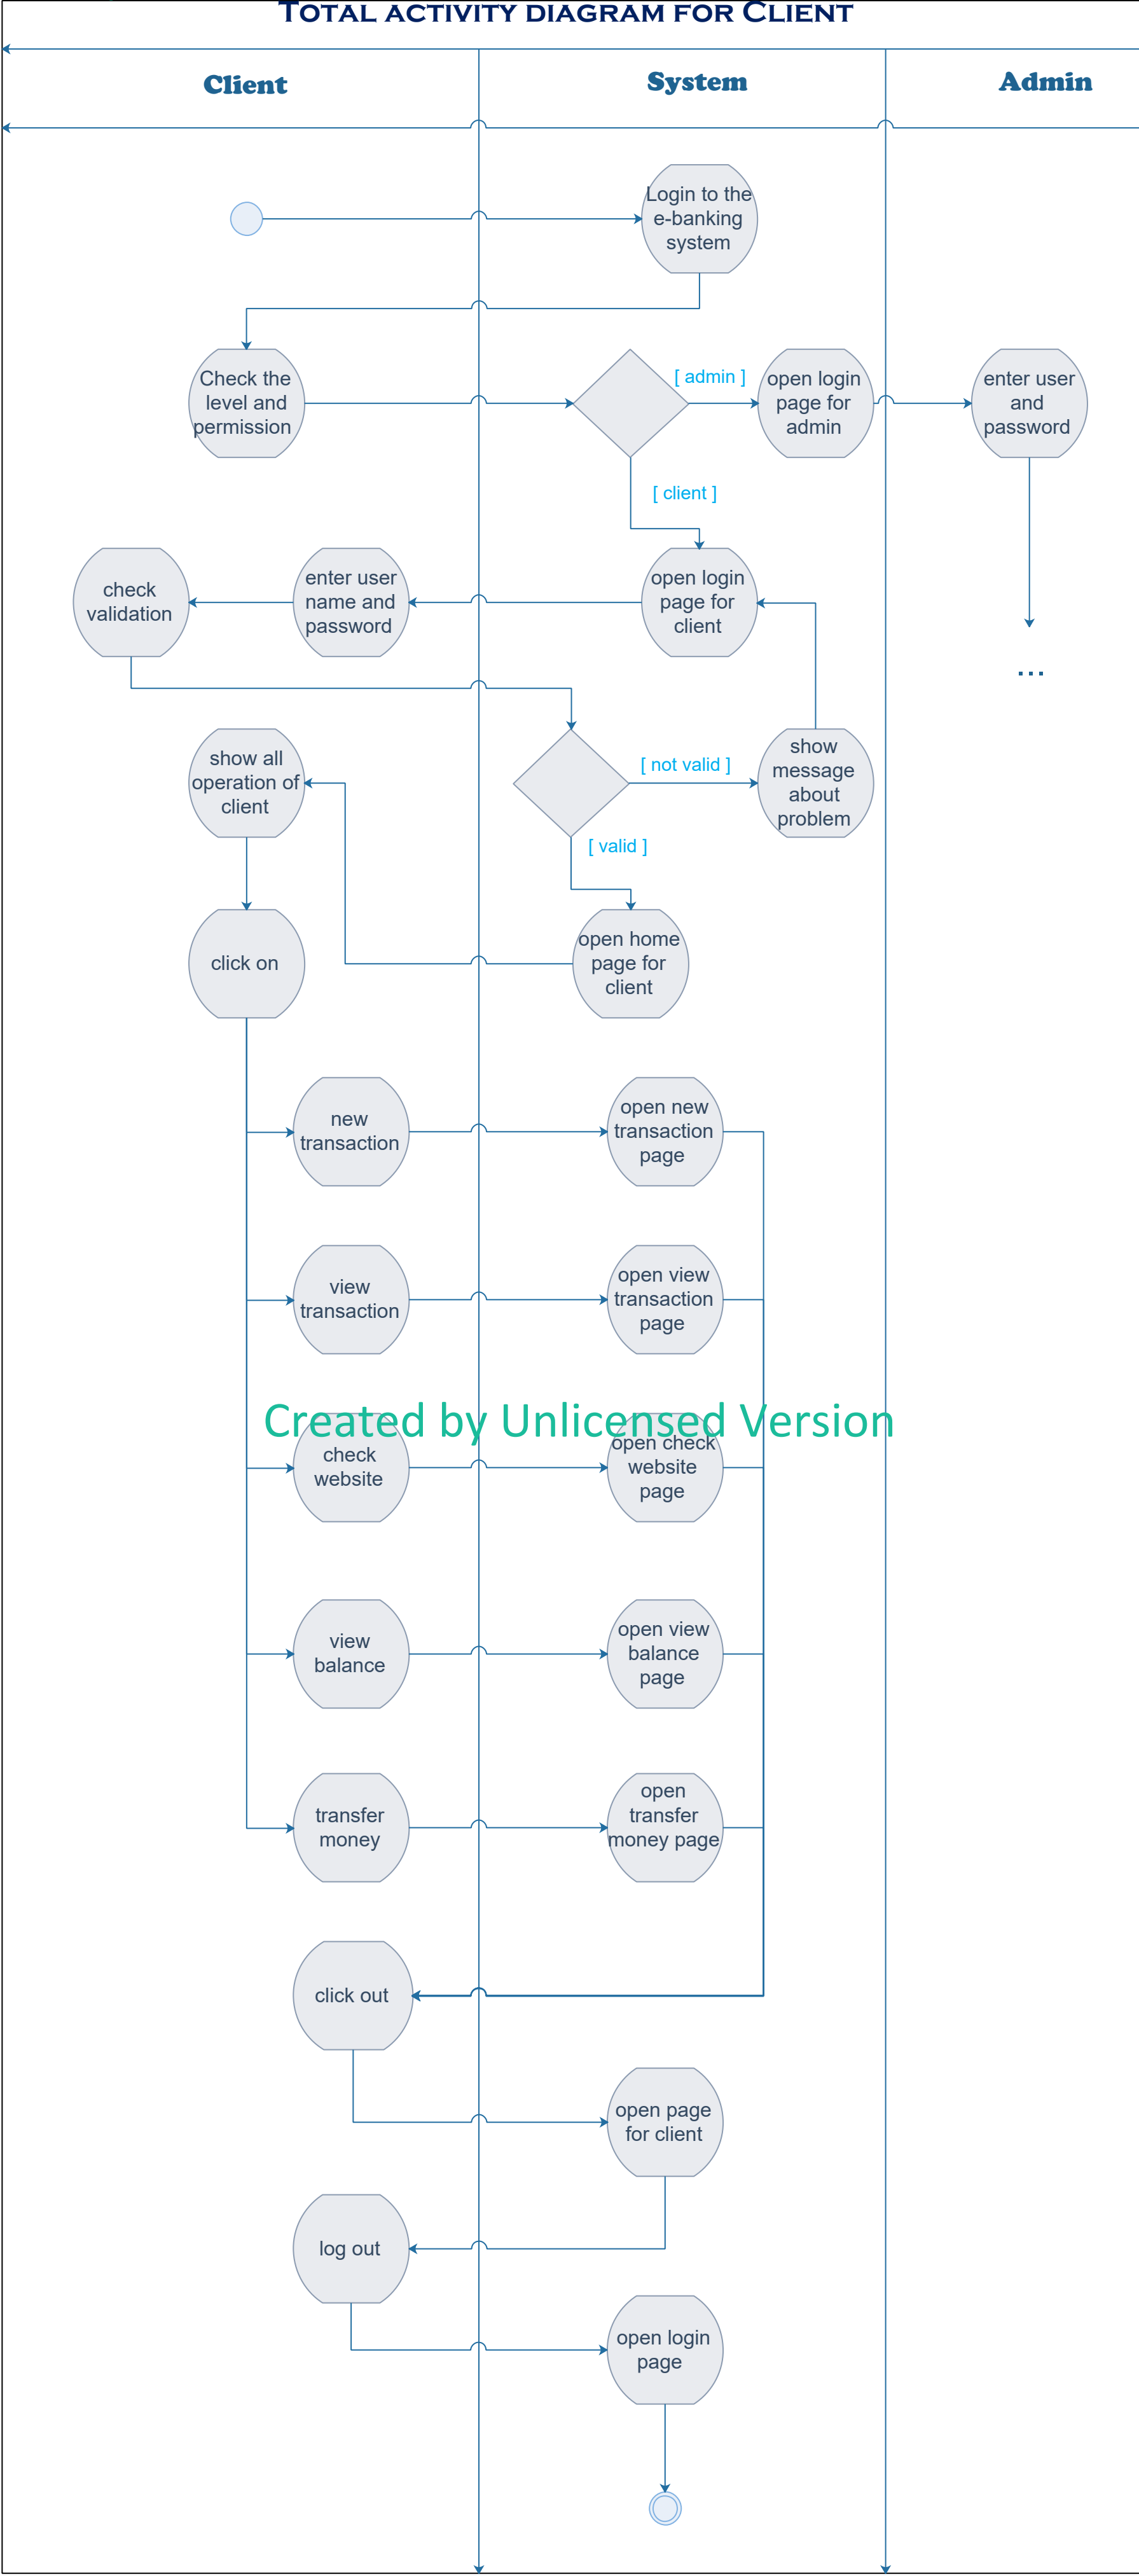 TOTAL ACTIVITY DIAGRAM FOR CLIENT
Client
System
Admin
Login to the
e-banking
system
Check the
level and
permission
[ admin ]
open login
page for
admin
enter user
and
password
[ client ]
check
validation
enter user
name and
password
open login
page for
client
...
show all
operation of
client
[ not valid ]
show
message
about
problem
[ valid ]
click on
open home
page for
client
new
transaction
open new
transaction
page
view
transaction
open view
transaction
page
Created by Unlicensed Version
check
website
open check
website
page
view
balance
open view
balance
page
transfer
money
open
transfer
money page
click out
open page
for client
log out
open login
page